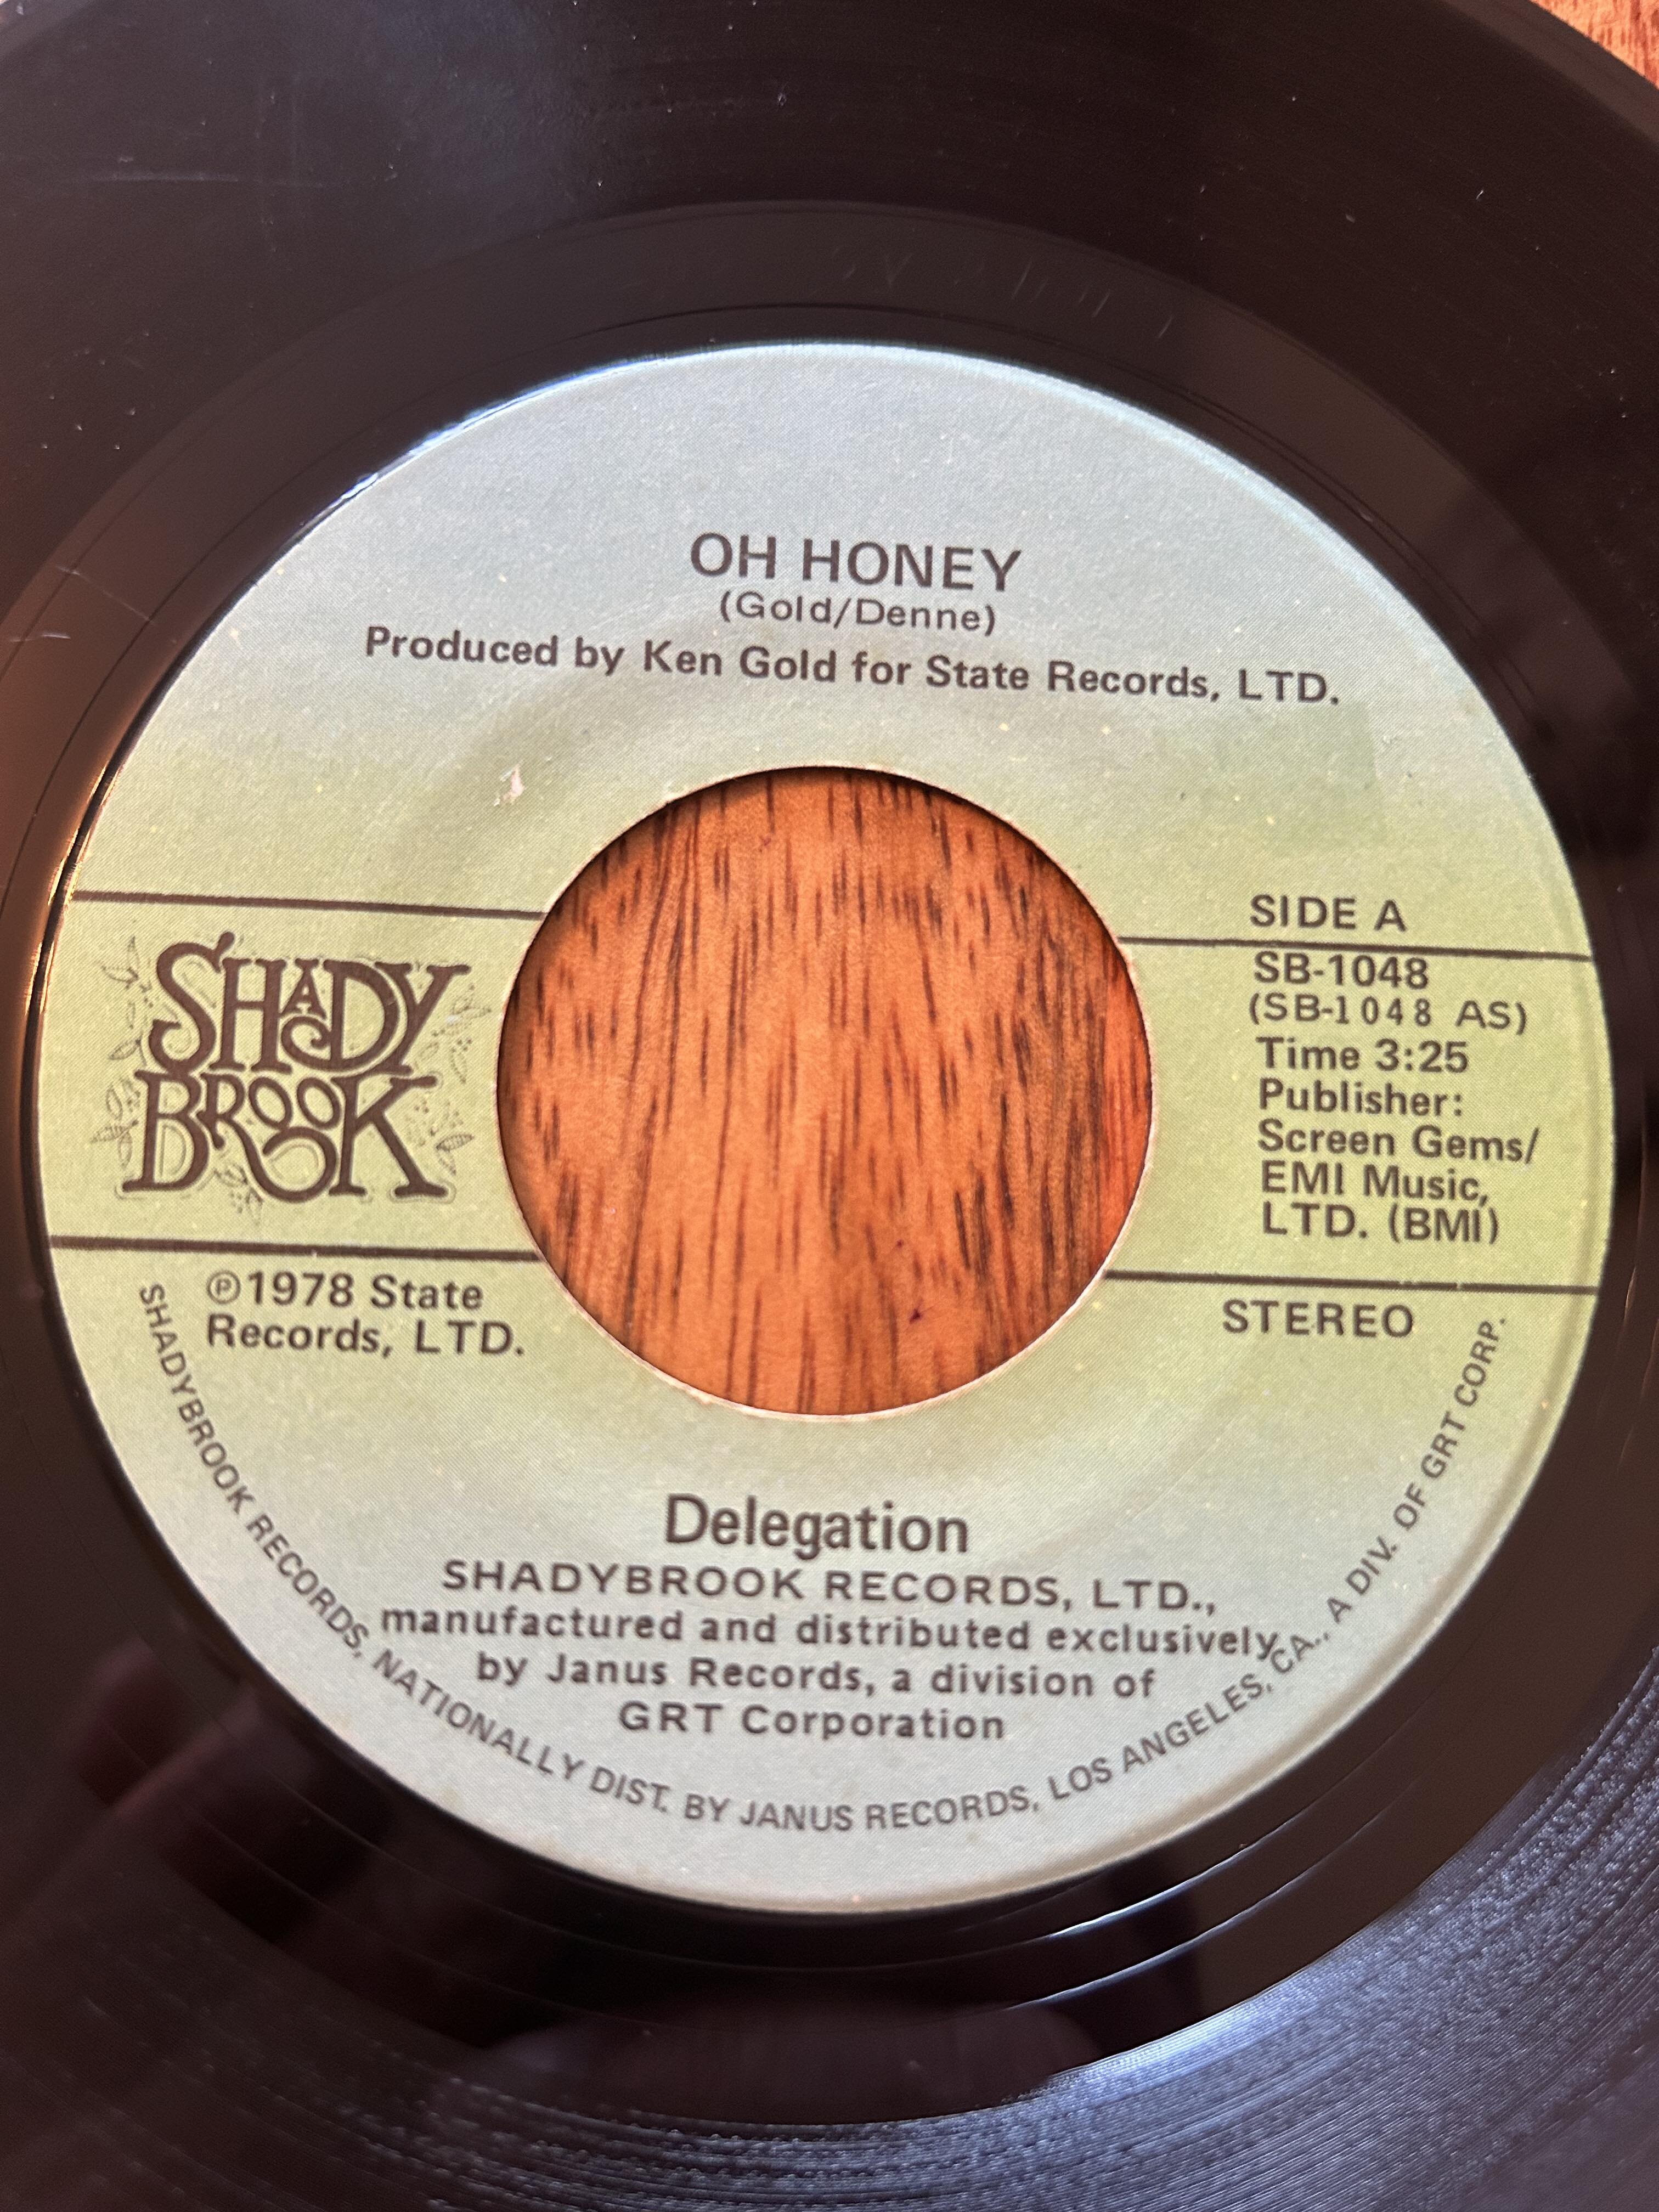 OH HONEY
(Gold/Denne)
Produced by Ken Gold for State Records, LTD.
SHADY
BROOK
SIDE A
SB-1048
(SB-1048 AS)
Time 3:25
Publisher:
Screen Gems/
EMI Music,
LTD. (BMI)
STEREO
℗1978 State
Records, LTD.
Delegation
SHADYBROOK RECORDS, LTD.,
manufactured and distributed exclusively
by Janus Records, a division of
GRT Corporation
SHADYBROOK RECORDS, NATIONALLY DIST. BY JANUS RECORDS, LOS ANGELES, CA., A DIV. OF GRT CORP.